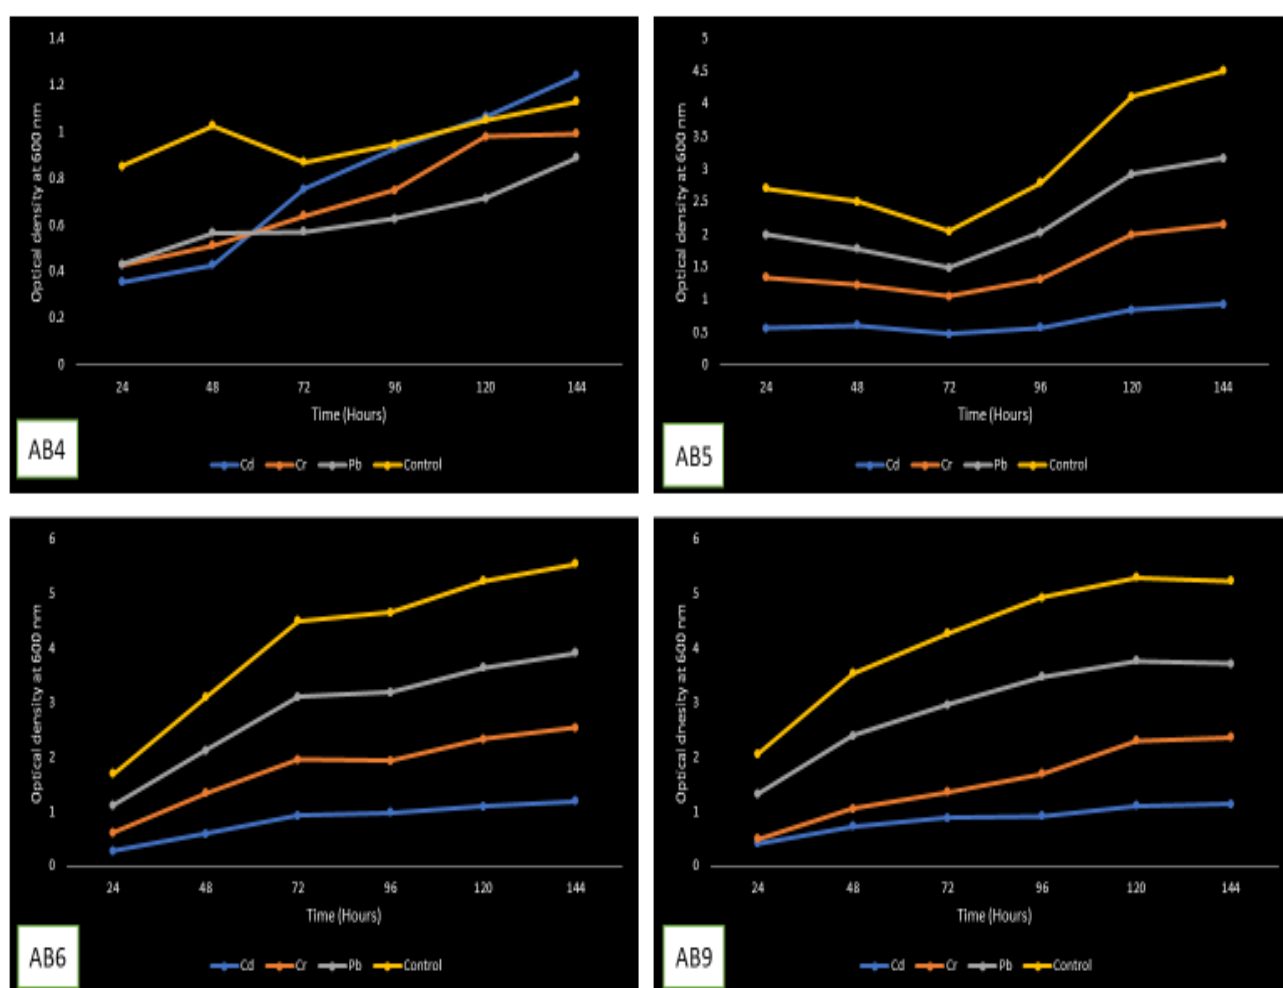 1.4
1.2
1
0.8
0.6
0.4
0.2
0
Optical density at 600 nm
24 48 72 96 120 144
Time (Hours)
AB4
Cd Cr Pb Control
5
4.5
4
3.5
3
2.5
2
1.5
1
0.5
0
Optical density at 600 nm
24 48 72 96 120 144
Time (Hours)
AB5
Cd Cr Pb Control
6
5
4
3
2
1
0
Optical density at 600 nm
24 48 72 96 120 144
Time (Hours)
AB6
Cd Cr Pb Control
6
5
4
3
2
1
0
Optical dnesity at 600 nm
24 48 72 96 120 144
Time (Hours)
AB9
Cd Cr Pb Control